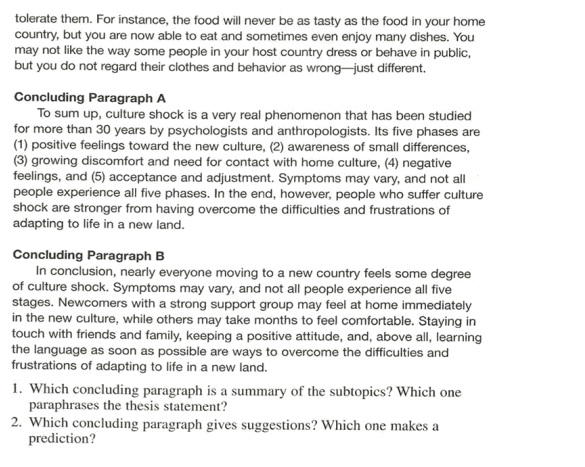 tolerate them. For instance, the food will never be as tasty as the food in your home
country, but you are now able to eat and sometimes even enjoy many dishes. You
may not like the way some people in your host country dress or behave in public,
but you do not regard their clothes and behavior as wrong—just different.
Concluding Paragraph A
To sum up, culture shock is a very real phenomenon that has been studied
for more than 30 years by psychologists and anthropologists. Its five phases are
(1) positive feelings toward the new culture, (2) awareness of small differences,
(3) growing discomfort and need for contact with home culture, (4) negative
feelings, and (5) acceptance and adjustment. Symptoms may vary, and not all
people experience all five phases. In the end, however, people who suffer culture
shock are stronger from having overcome the difficulties and frustrations of
adapting to life in a new land.
Concluding Paragraph B
In conclusion, nearly everyone moving to a new country feels some degree
of culture shock. Symptoms may vary, and not all people experience all five
stages. Newcomers with a strong support group may feel at home immediately
in the new culture, while others may take months to feel comfortable. Staying in
touch with friends and family, keeping a positive attitude, and, above all, learning
the language as soon as possible are ways to overcome the difficulties and
frustrations of adapting to life in a new land.
1. Which concluding paragraph is a summary of the subtopics? Which one
paraphrases the thesis statement?
2. Which concluding paragraph gives suggestions? Which one makes a
prediction?